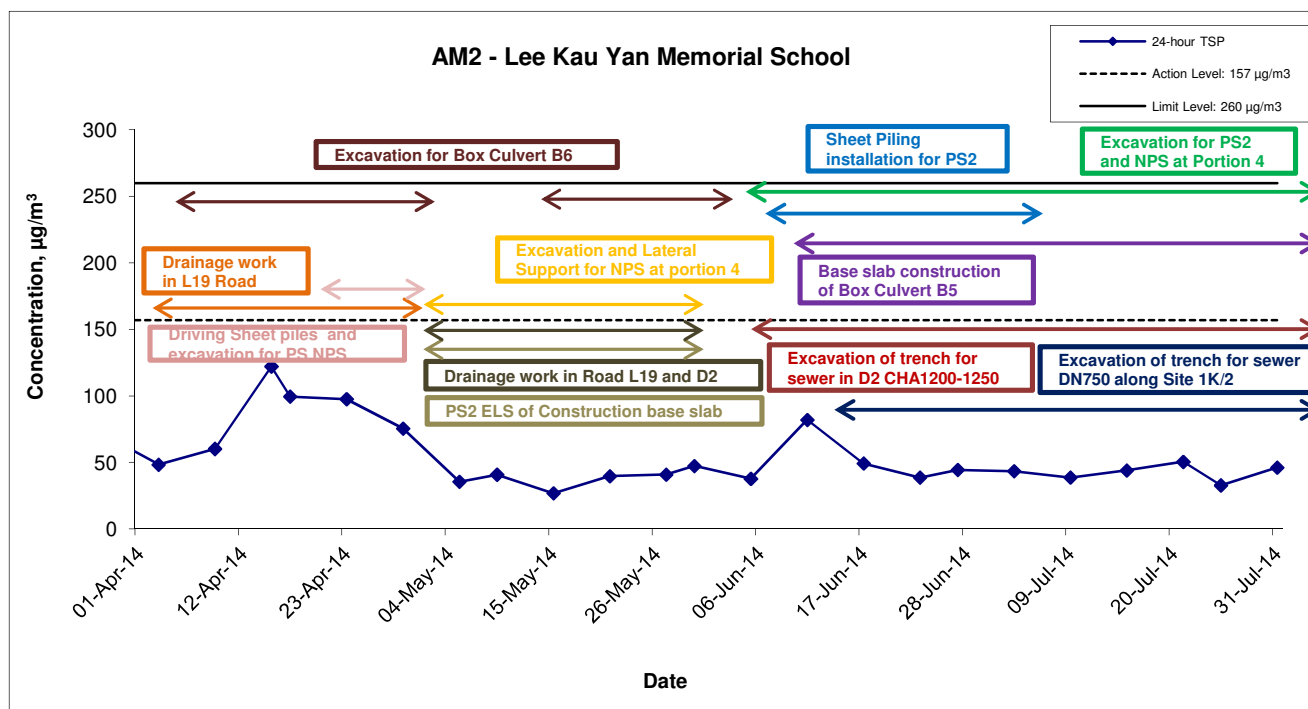 AM2 - Lee Kau Yan Memorial School
24-hour TSP
Action Level: 157 µg/m3
Limit Level: 260 µg/m3
Concentration, µg/m³
300
250
200
150
100
50
0
Excavation for Box Culvert B6
Sheet Piling
installation for PS2
Excavation for PS2
and NPS at Portion 4
Drainage work
in L19 Road
Excavation and Lateral
Support for NPS at portion 4
Base slab construction
of Box Culvert B5
Driving Sheet piles and
excavation for PS NPS
Drainage work in Road L19 and D2
PS2 ELS of Construction base slab
Excavation of trench for
sewer in D2 CHA1200-1250
Excavation of trench for sewer
DN750 along Site 1K/2
01-Apr-14
12-Apr-14
23-Apr-14
04-May-14
15-May-14
26-May-14
06-Jun-14
17-Jun-14
28-Jun-14
09-Jul-14
20-Jul-14
31-Jul-14
Date